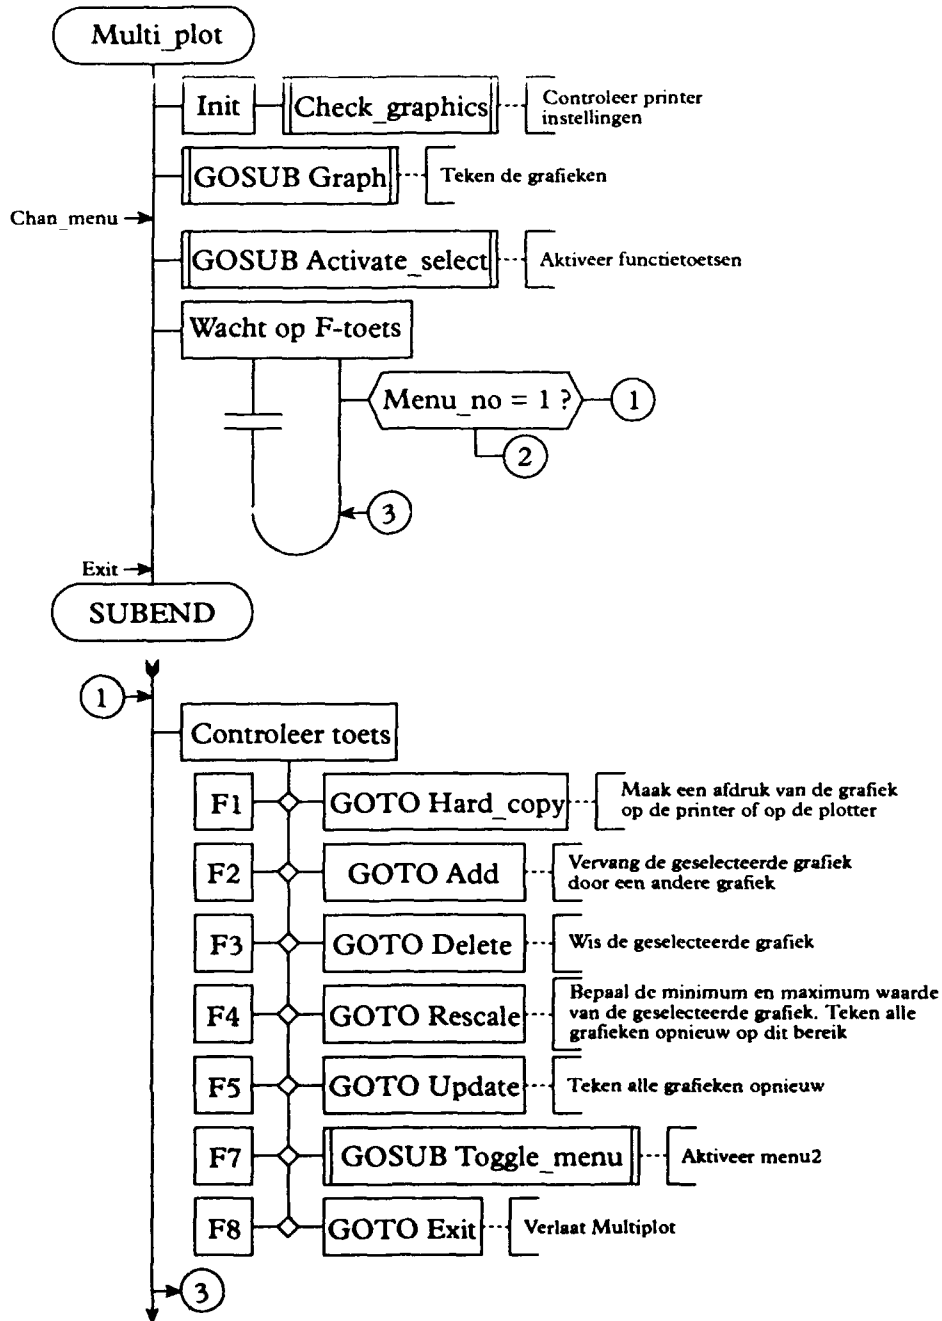 Multi_plot
Init
Check_graphics
Controleer printer
instellingen
GOSUB Graph
Teken de grafieken
Chan_menu
GOSUB Activate_select
Aktiveer functietoetsen
Wacht op F-toets
Menu_no = 1 ?
1
2
3
Exit
SUBEND
1
Controleer toets
F1
GOTO Hard_copy
Maak een afdruk van de grafiek
op de printer of op de plotter
F2
GOTO Add
Vervang de geselecteerde grafiek
door een andere grafiek
F3
GOTO Delete
Wis de geselecteerde grafiek
F4
GOTO Rescale
Bepaal de minimum en maximum waarde
van de geselecteerde grafiek. Teken alle
grafieken opnieuw op dit bereik
F5
GOTO Update
Teken alle grafieken opnieuw
F7
GOSUB Toggle_menu
Aktiveer menu2
F8
GOTO Exit
Verlaat Multiplot
3